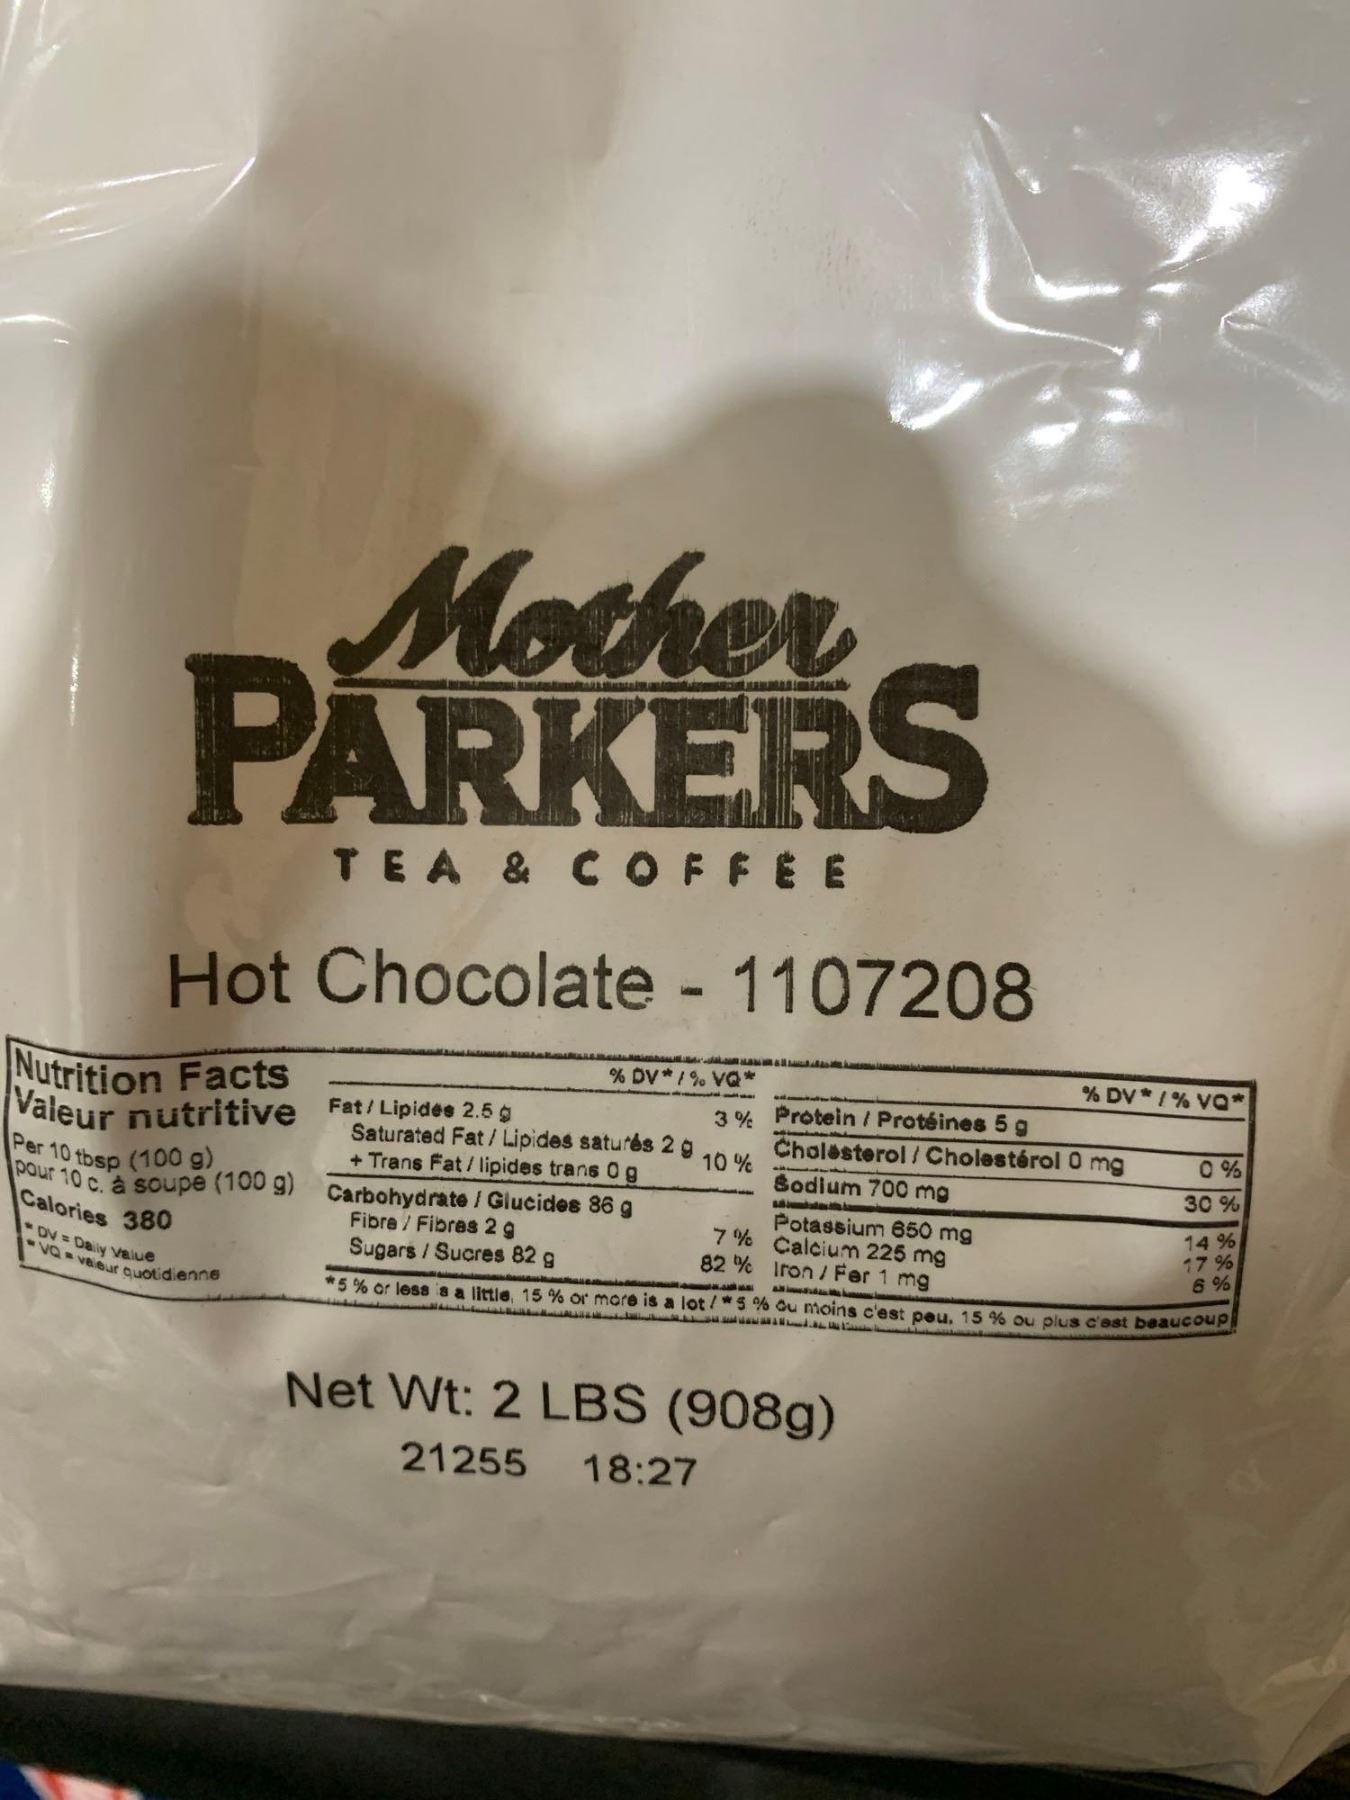 Mother
PARKERS
TEA & COFFEE
Hot Chocolate - 1107208
Nutrition Facts
Valeur nutritive
Per 10 tbsp (100 g)
pour 10 c. à soupe (100 g)
Calories 380
* DV = Daily Value
* VQ = valeur quotidienne
% DV* / % VQ*
Fat / Lipides 2.5 g 3 %
Saturated Fat / Lipides saturés 2 g
+ Trans Fat / lipides trans 0 g 10 %
Carbohydrate / Glucides 86 g
Fibre / Fibres 2 g 7 %
Sugars / Sucres 82 g 82 %
% DV* / % VQ*
Protein / Protéines 5 g
Cholesterol / Cholestérol 0 mg 0 %
Sodium 700 mg 30 %
Potassium 650 mg 14 %
Calcium 225 mg 17 %
Iron / Fer 1 mg 6 %
*5 % or less is a little, 15 % or more is a lot / *5 % ou moins c'est peu, 15 % ou plus c'est beaucoup
Net Wt: 2 LBS (908g)
21255 18:27